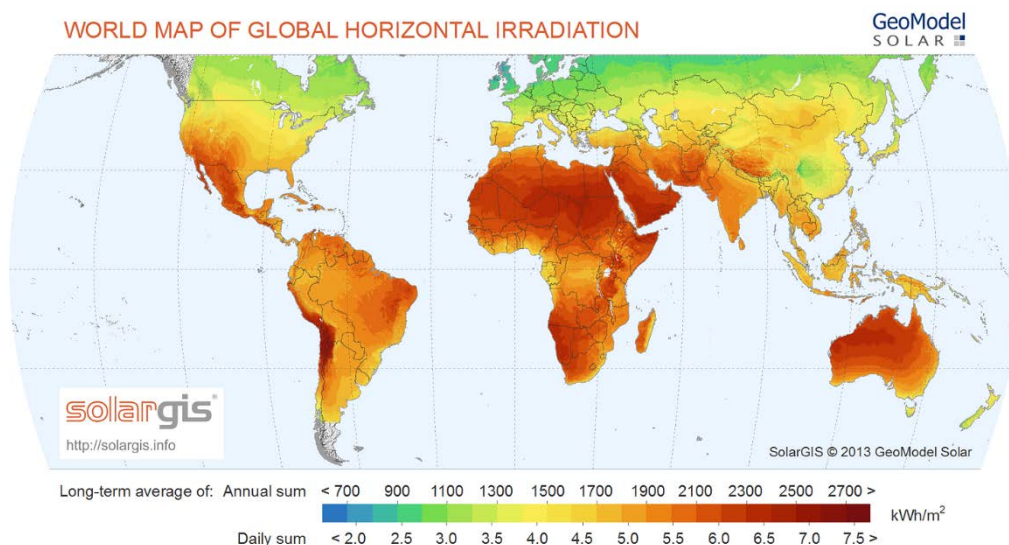 WORLD MAP OF GLOBAL HORIZONTAL IRRADIATION
GeoModel
SOLAR
solargis
http://solargis.info
SolarGIS © 2013 GeoModel Solar
Long-term average of: Annual sum < 700 900 1100 1300 1500 1700 1900 2100 2300 2500 2700 >
kWh/m²
Daily sum < 2.0 2.5 3.0 3.5 4.0 4.5 5.0 5.5 6.0 6.5 7.0 7.5 >